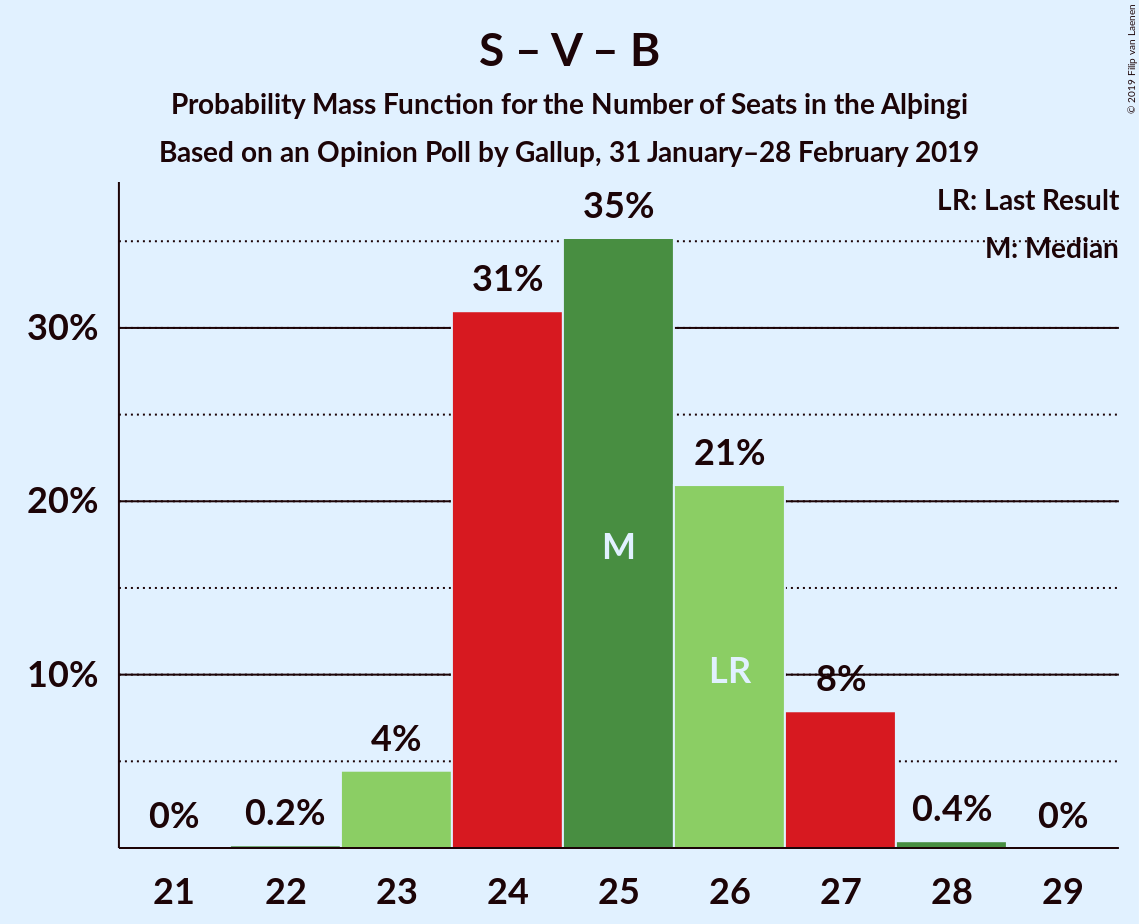 S – V – B
Probability Mass Function for the Number of Seats in the Alþingi
Based on an Opinion Poll by Gallup, 31 January–28 February 2019
© 2019 Filip van Laenen
LR: Last Result
M: Median
35%
31%
30%
21%
20%
M
LR
10%
8%
4%
0%
0.2%
0.4%
0%
21 22 23 24 25 26 27 28 29